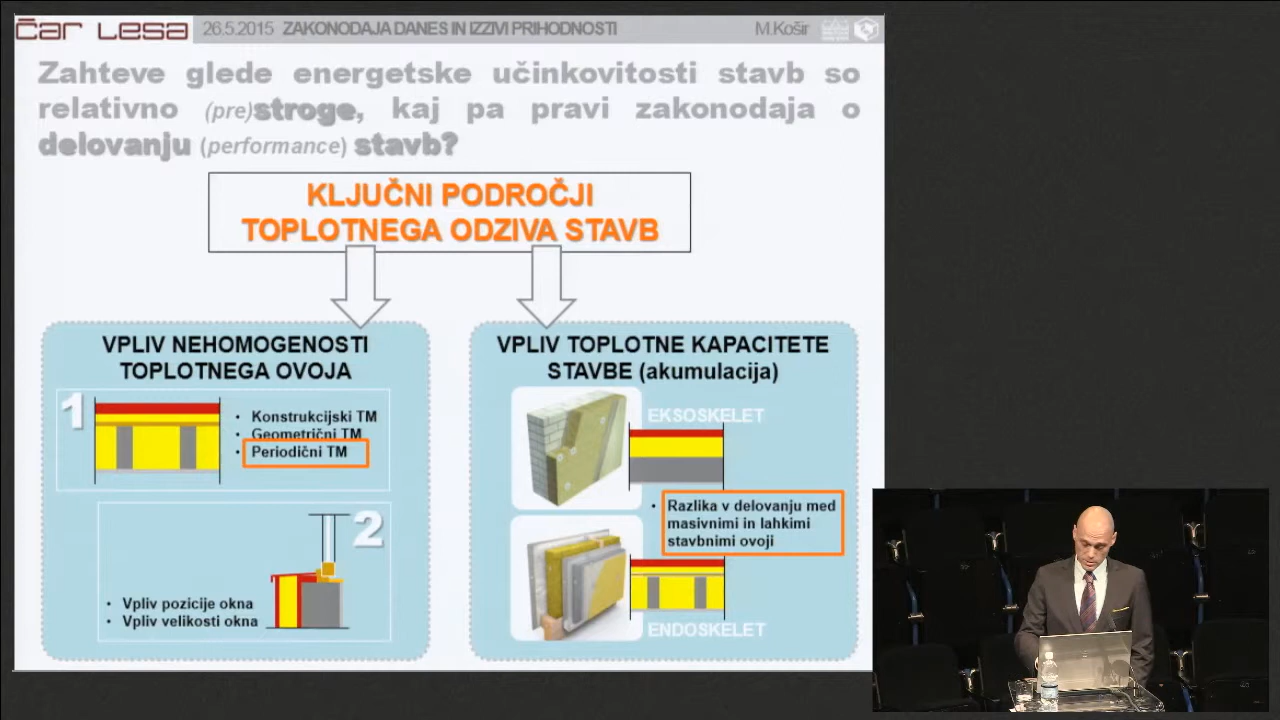 čar lesa 26.5.2015 ZAKONODAJA DANES IN IZZIVI PRIHODNOSTI M.Košir
Zahteve glede energetske učinkovitosti stavb so
relativno (pre)stroge, kaj pa pravi zakonodaja o
delovanju (performance) stavb?
KLJUČNI PODROČJI
TOPLOTNEGA ODZIVA STAVB
VPLIV NEHOMOGENOSTI
TOPLOTNEGA OVOJA
1
• Konstrukcijski TM
• Geometrični TM
• Periodični TM
2
• Vpliv pozicije okna
• Vpliv velikosti okna
VPLIV TOPLOTNE KAPACITETE
STAVBE (akumulacija)
EKSOSKELET
• Razlika v delovanju med
masivnimi in lahkimi
stavbnimi ovoji
ENDOSKELET